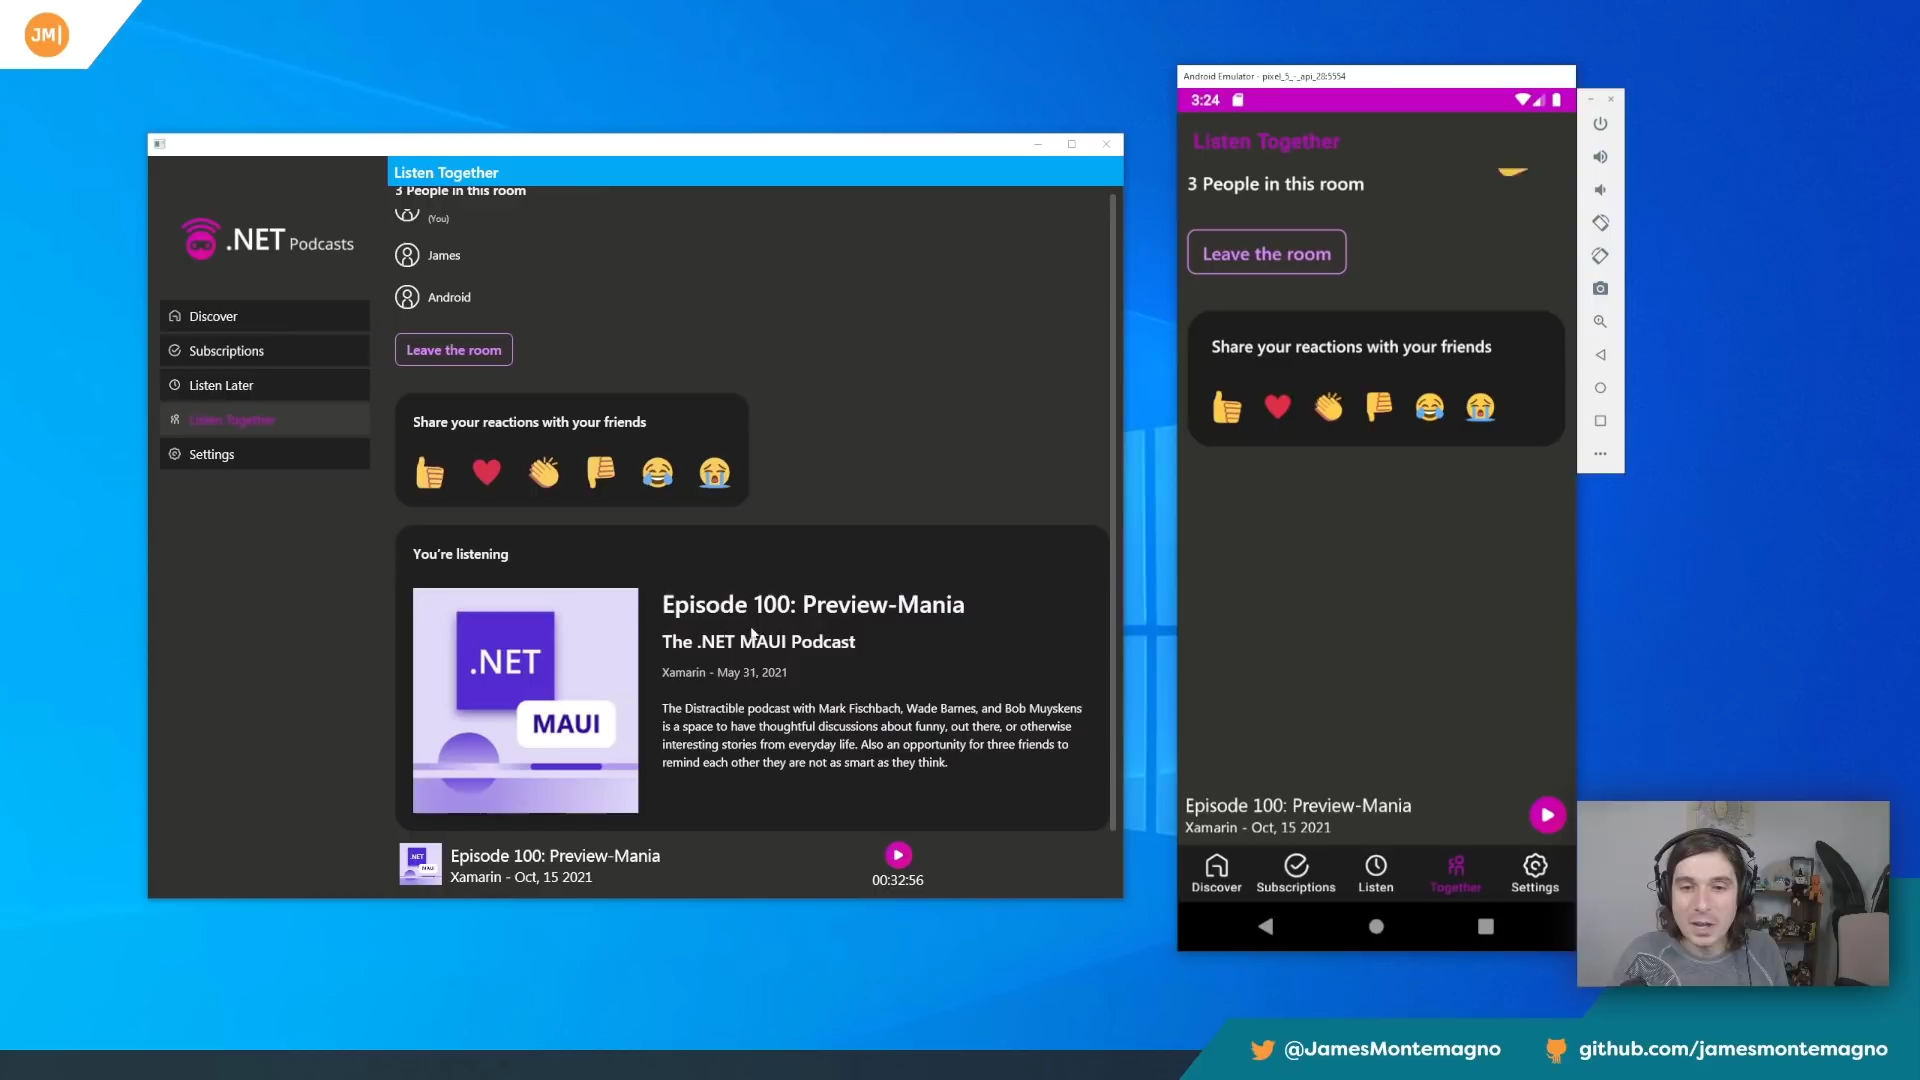 JM|
Listen Together
3 People in this room
(You)
James
Android
Leave the room
Share your reactions with your friends
You're listening
.NET
MAUI
Episode 100: Preview-Mania
The .NET MAUI Podcast
Xamarin - May 31, 2021
The Distractible podcast with Mark Fischbach, Wade Barnes, and Bob Muyskens
is a space to have thoughtful discussions about funny, out there, or otherwise
interesting stories from everyday life. Also an opportunity for three friends to
remind each other they are not as smart as they think.
.NET Podcasts
Discover
Subscriptions
Listen Later
Listen Together
Settings
.NET
Episode 100: Preview-Mania
Xamarin - Oct, 15 2021
00:32:56
Android Emulator - pixel_5_-_api_28:5554
3:24
Listen Together
3 People in this room
Leave the room
Share your reactions with your friends
Episode 100: Preview-Mania
Xamarin - Oct, 15 2021
Discover
Subscriptions
Listen
Together
Settings
@JamesMontemagno
github.com/jamesmontemagno